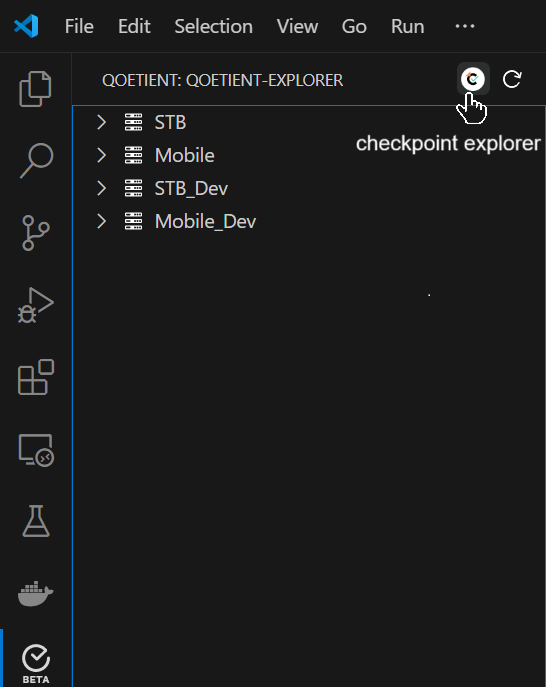 File Edit Selection View Go Run ...
QOETIENT: QOETIENT-EXPLORER
C
checkpoint explorer
STB
Mobile
STB_Dev
Mobile_Dev
BETA